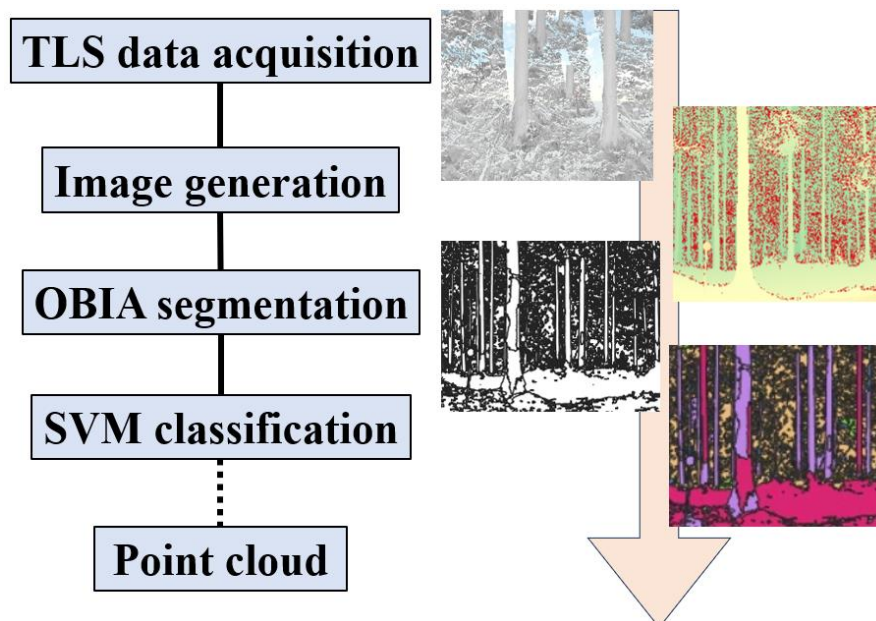 TLS data acquisition
Image generation
OBIA segmentation
SVM classification
Point cloud